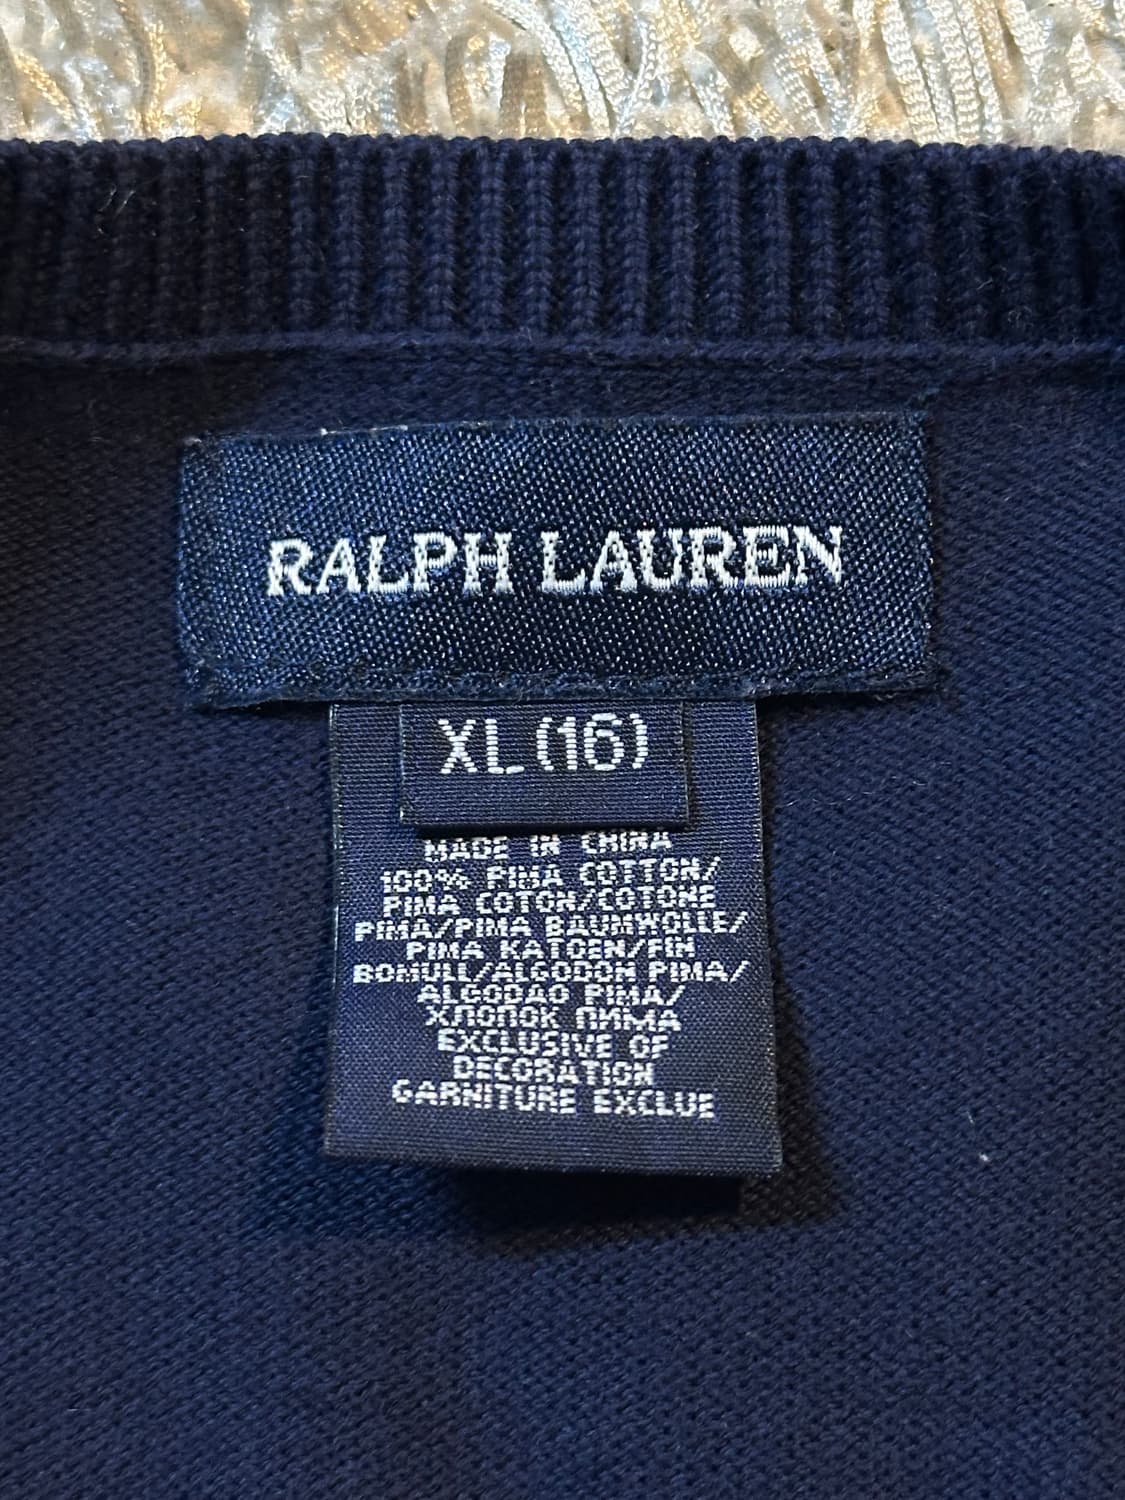 RALPH LAUREN
XL (16)
MADE IN CHINA
100% PIMA COTTON/
PIMA COTON/COTONE
PIMA/PIMA BAUMWOLLE/
PIMA KATOEN/FIN
BOMULL/ALGODON PIMA/
ALGODAO PIMA/
ХЛОПОК ПИМА
EXCLUSIVE OF
DECORATION
GARNITURE EXCLUE